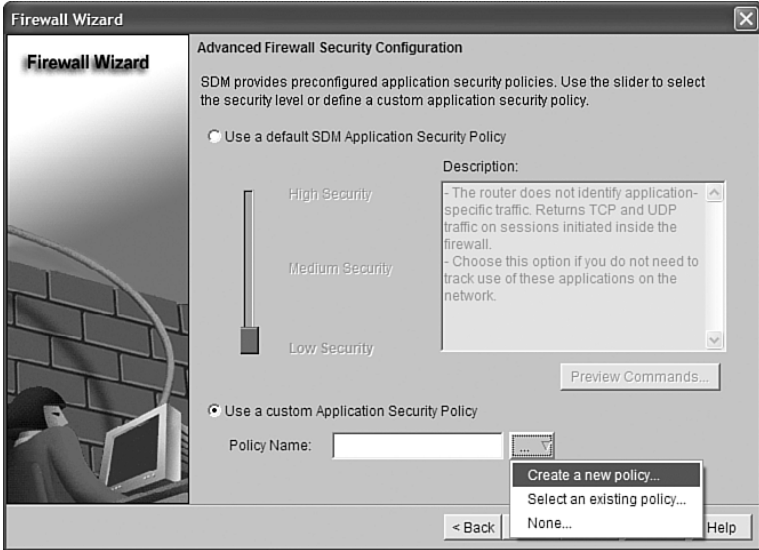 Firewall Wizard
Firewall Wizard
Advanced Firewall Security Configuration
SDM provides preconfigured application security policies. Use the slider to select
the security level or define a custom application security policy.
Use a default SDM Application Security Policy
Description:
High Security
Medium Security
Low Security
- The router does not identify application-
specific traffic. Returns TCP and UDP
traffic on sessions initiated inside the
firewall.
- Choose this option if you do not need to
track use of these applications on the
network.
Preview Commands...
Use a custom Application Security Policy
Policy Name:
...
Create a new policy...
Select an existing policy...
None...
< Back
Help